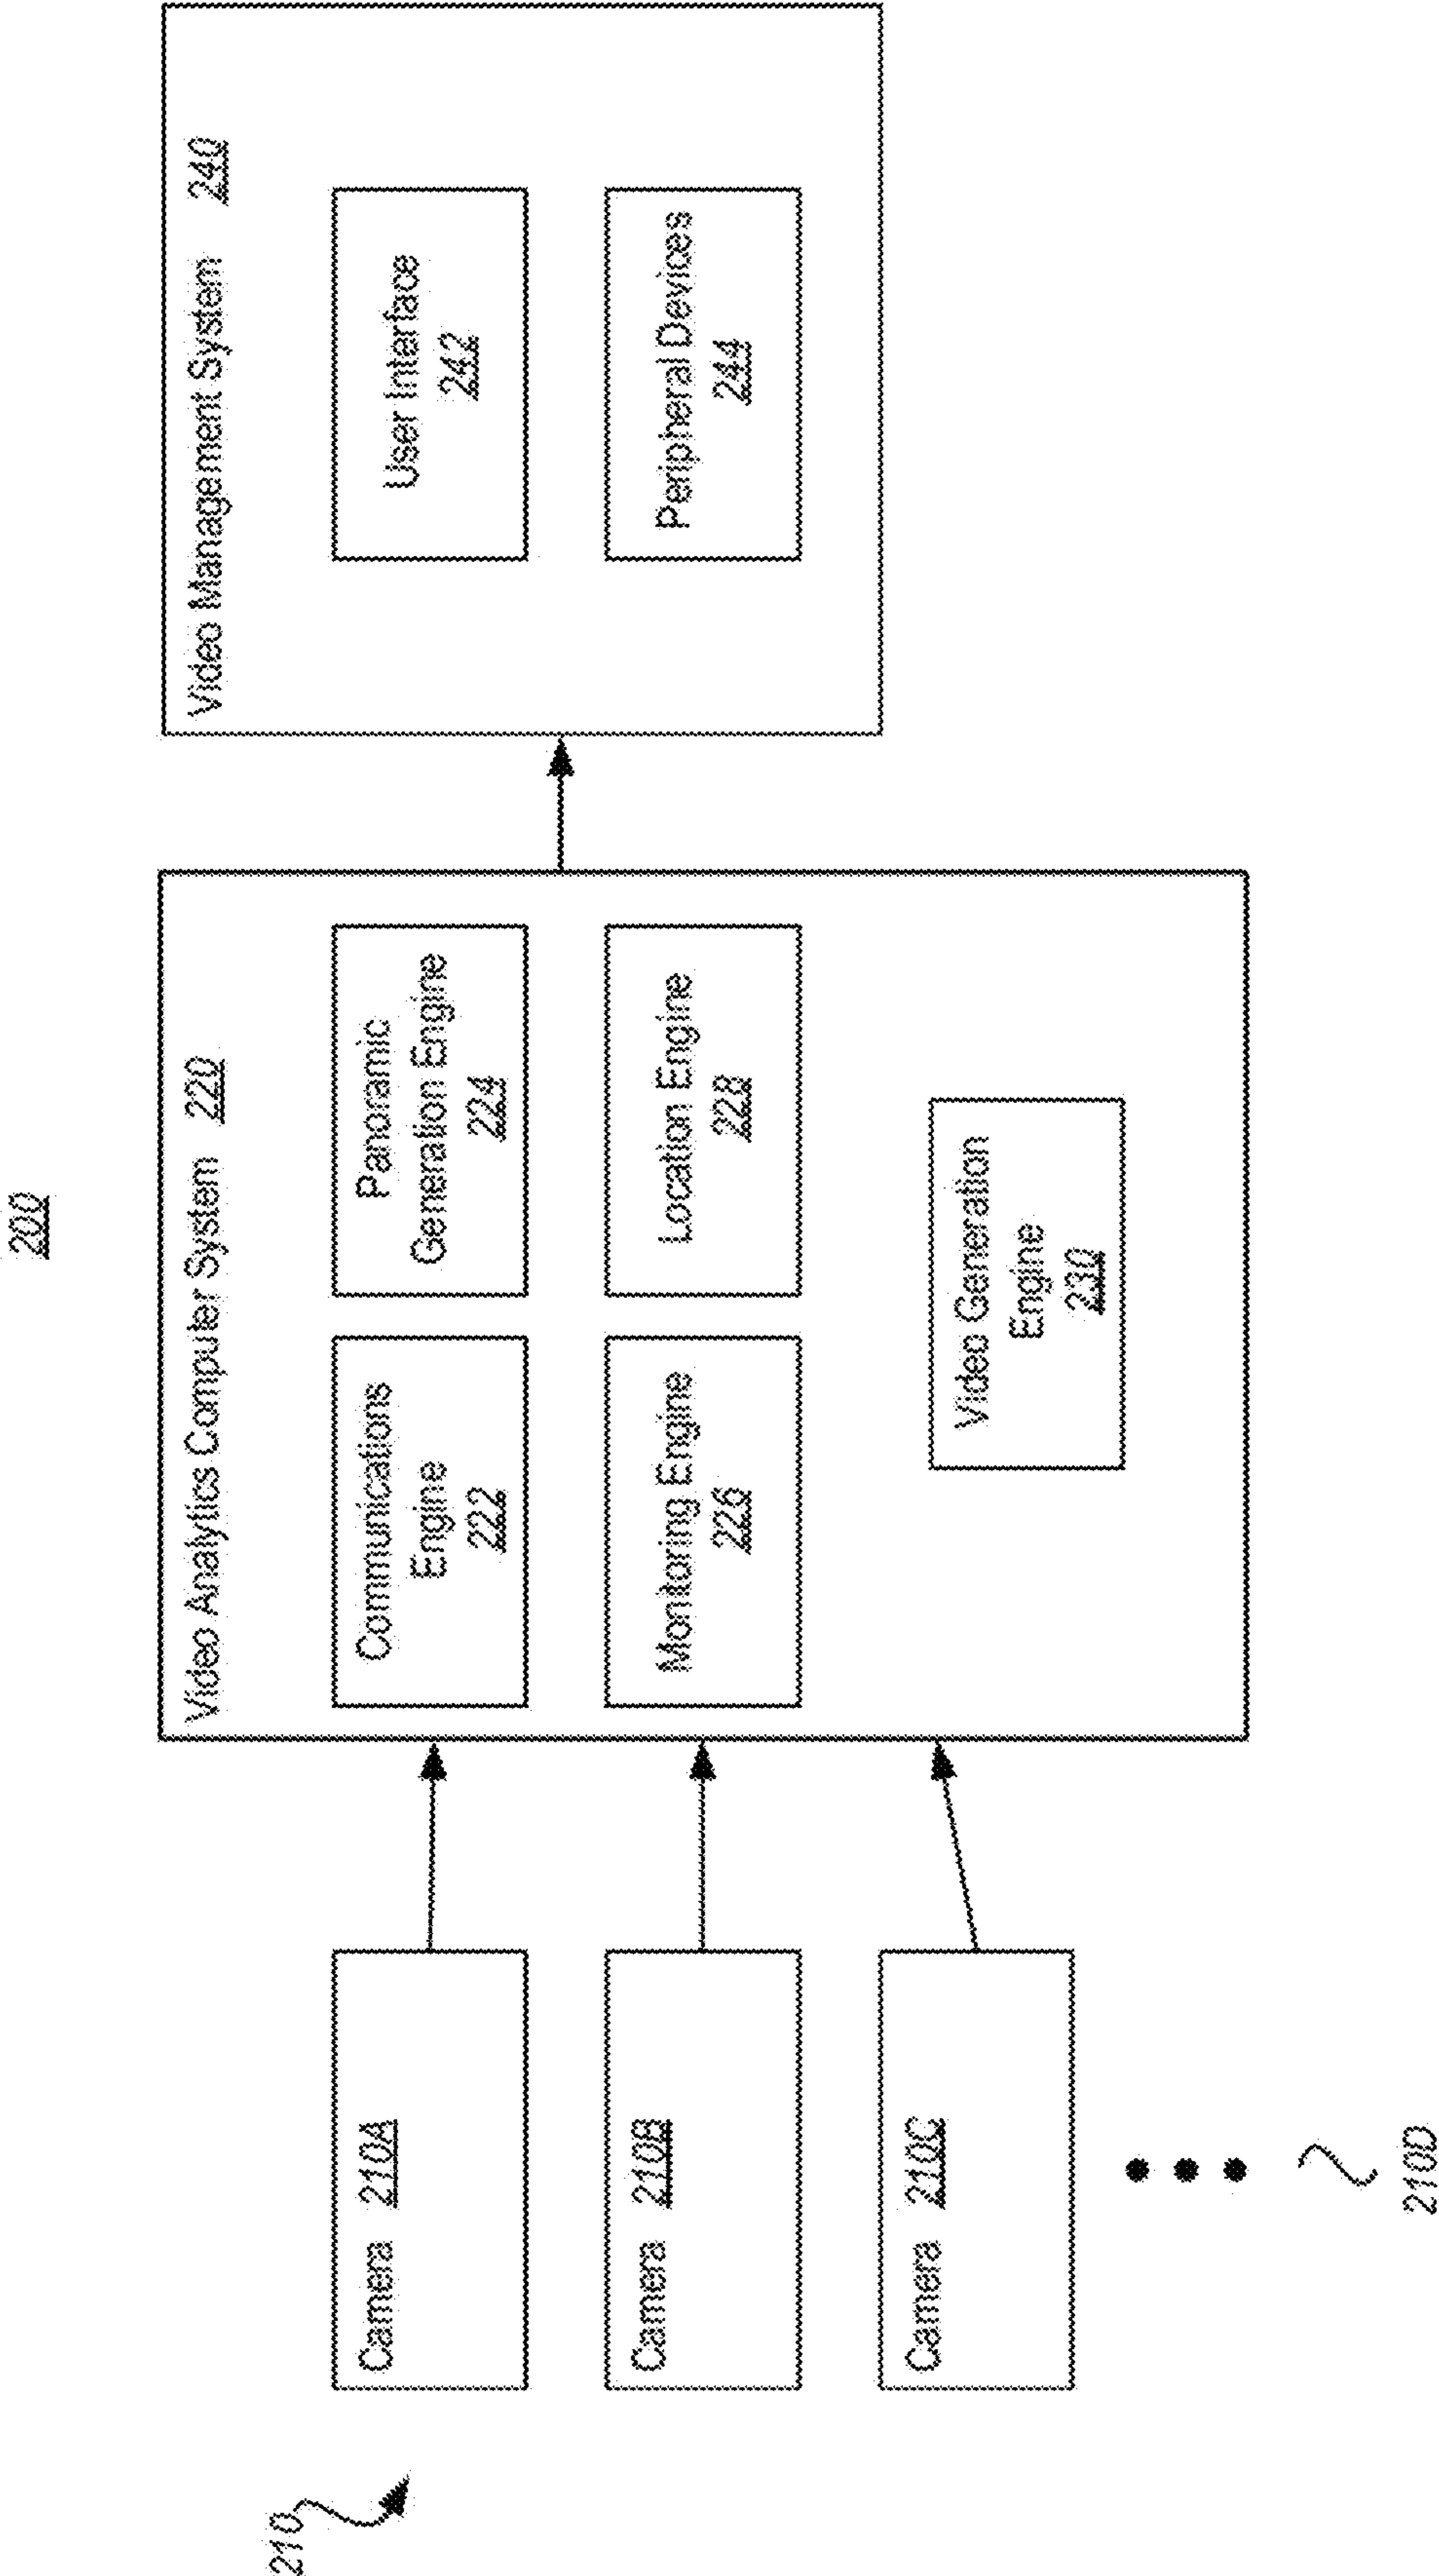 200
210
Camera 210A
Camera 210B
Camera 210C
210D
Video Analytics Computer System 220
Communications
Engine
222
Panoramic
Generation Engine
224
Monitoring Engine
226
Location Engine
228
Video Generation
Engine
230
Video Management System 240
User Interface
242
Peripheral Devices
244